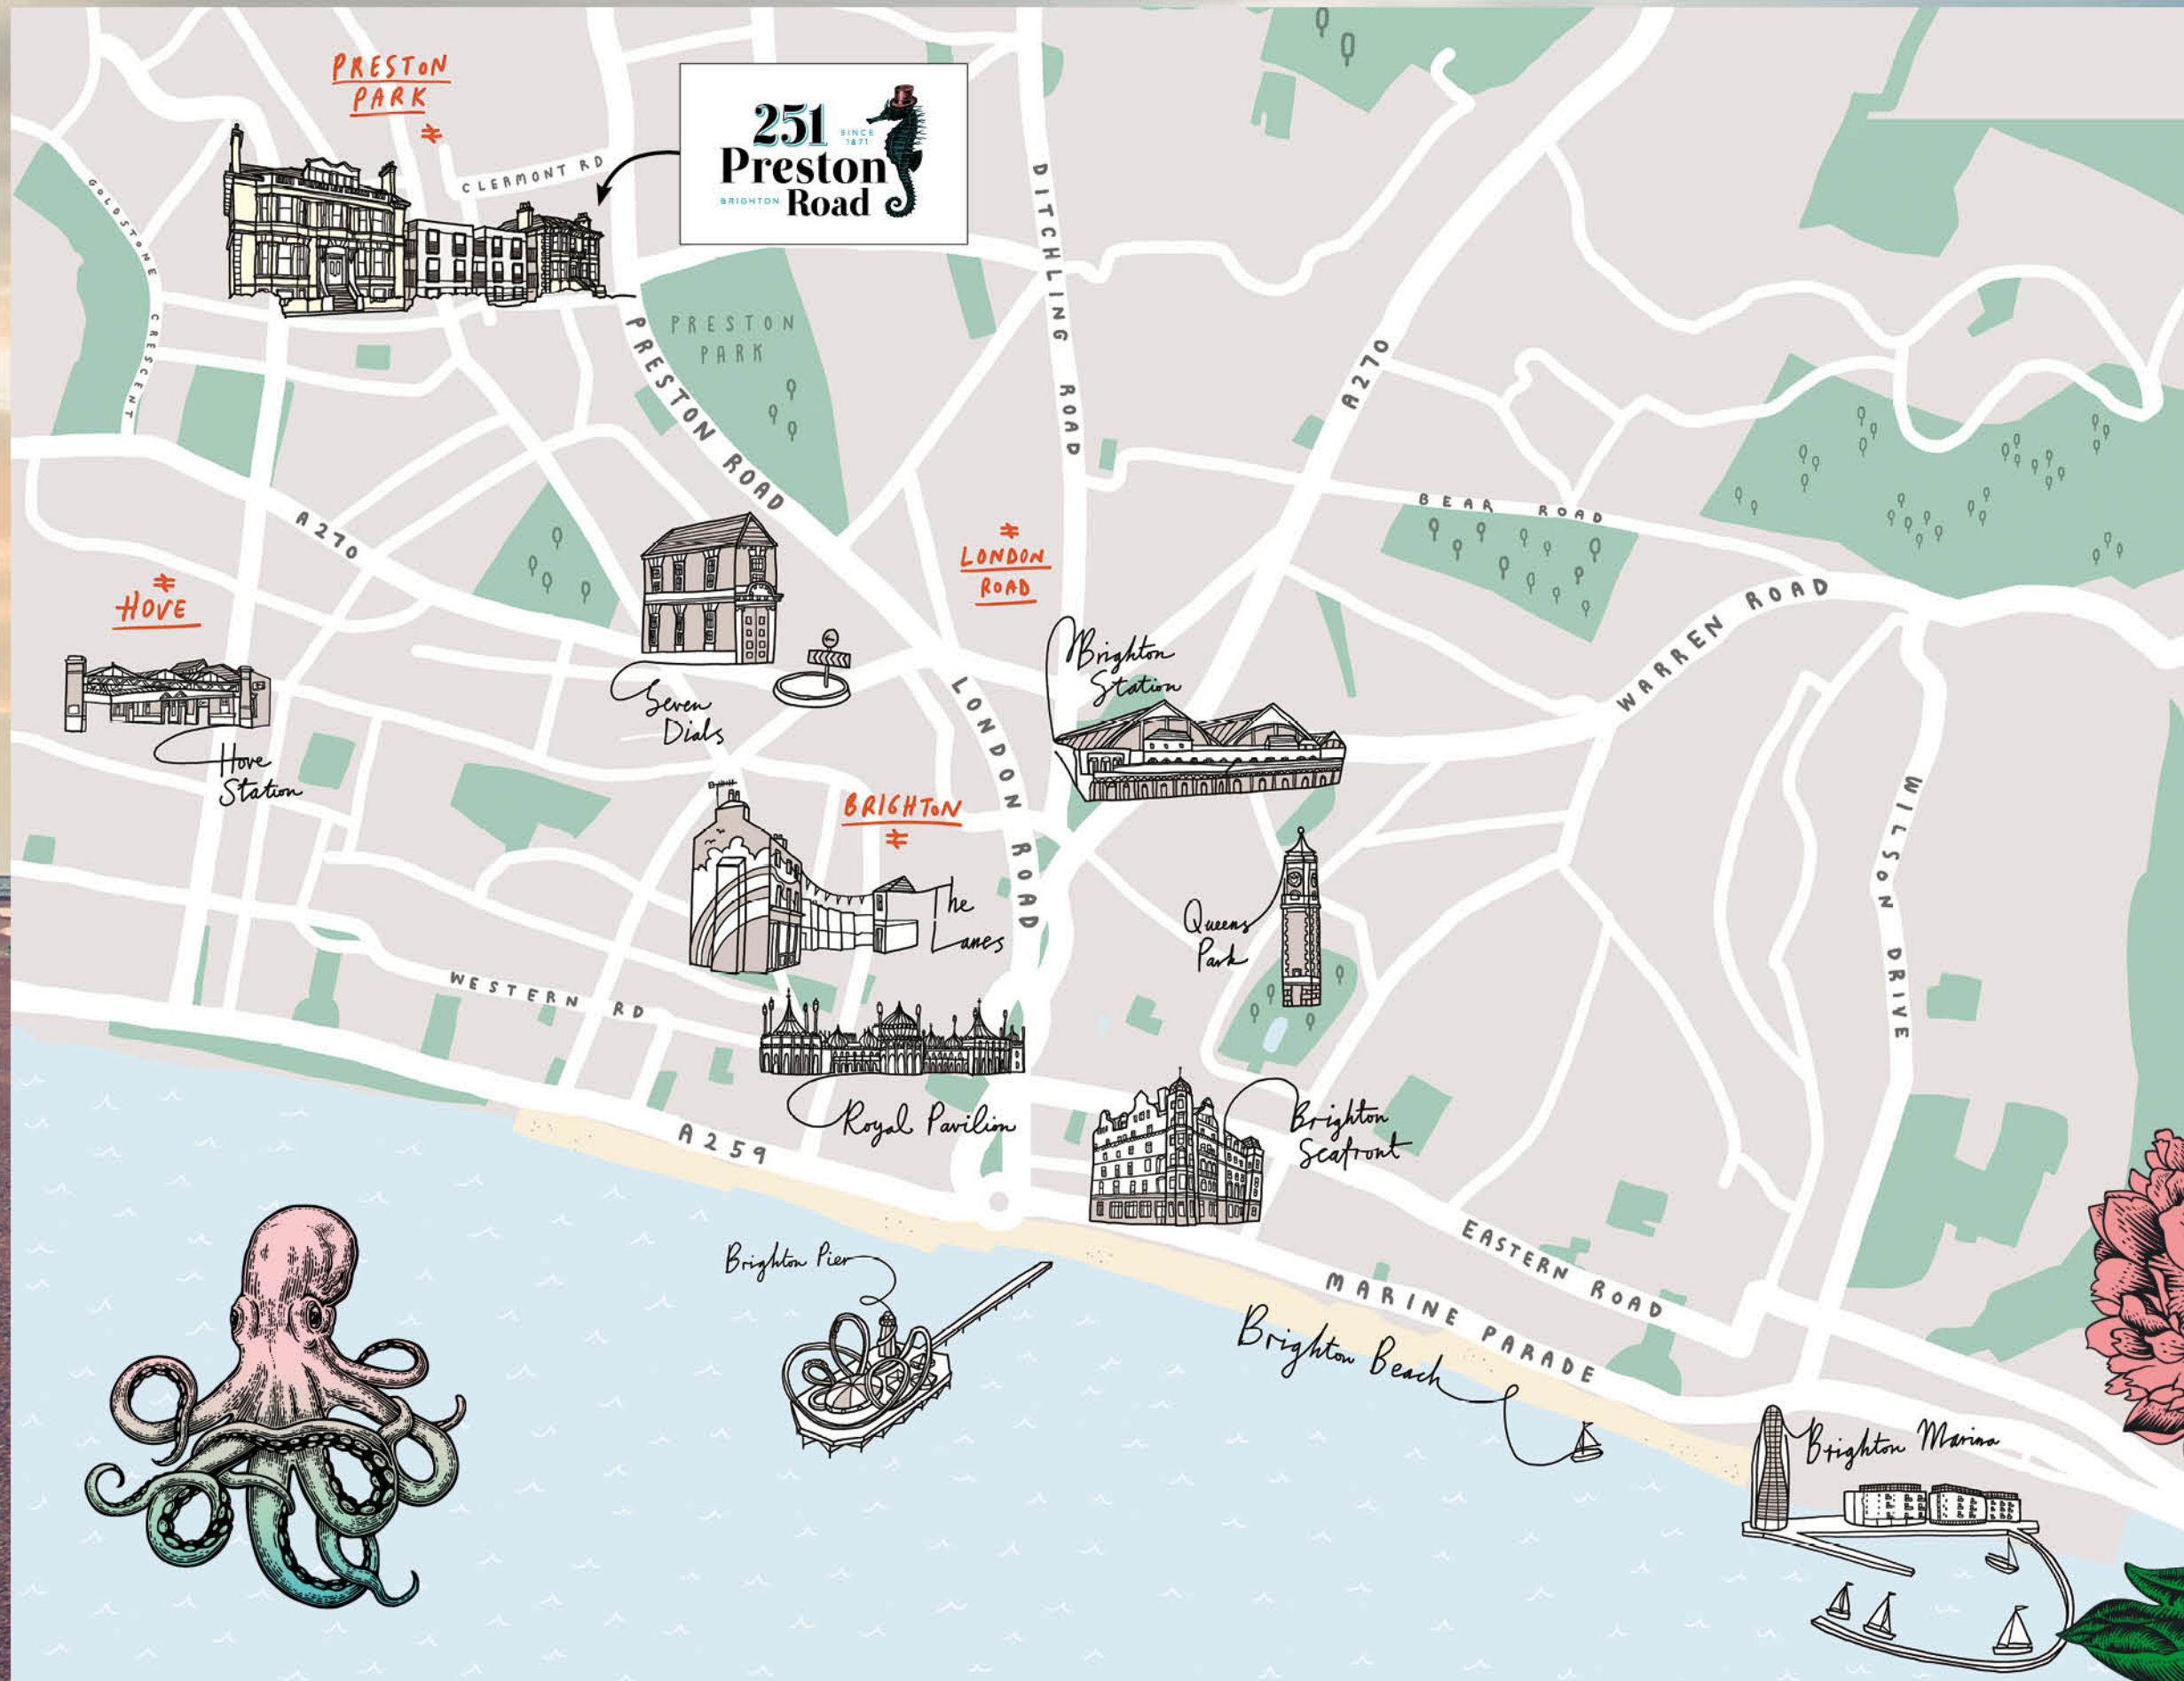 PRESTON
PARK
251
SINCE
1871
Preston
BRIGHTON Road
CLERMONT RD
GOLDSTONE CRESCENT
DITCHLING ROAD
PRESTON
PARK
PRESTON ROAD
A270
A270
BEAR ROAD
LONDON
ROAD
HOVE
WARREN ROAD
Brighton
Station
Seven
Dials
LONDON ROAD
Hove
Station
BRIGHTON
WILSON DRIVE
The
Lanes
Queens
Park
WESTERN RD
Royal Pavilion
Brighton
Seafront
A259
EASTERN ROAD
Brighton Pier
MARINE PARADE
Brighton Beach
Brighton Marina